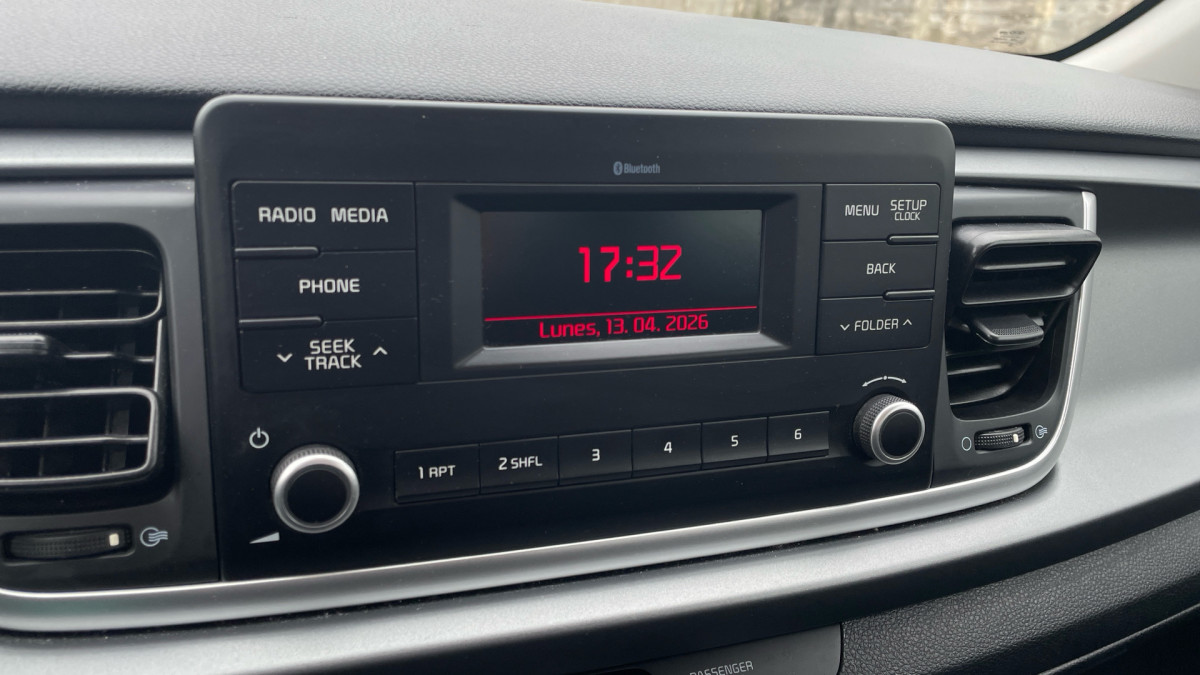 Bluetooth
RADIO MEDIA
PHONE
SEEK
TRACK
17:32
Lunes, 13. 04. 2026
MENU SETUP
CLOCK
BACK
FOLDER
1 RPT
2 SHFL
3
4
5
6
PASSENGER